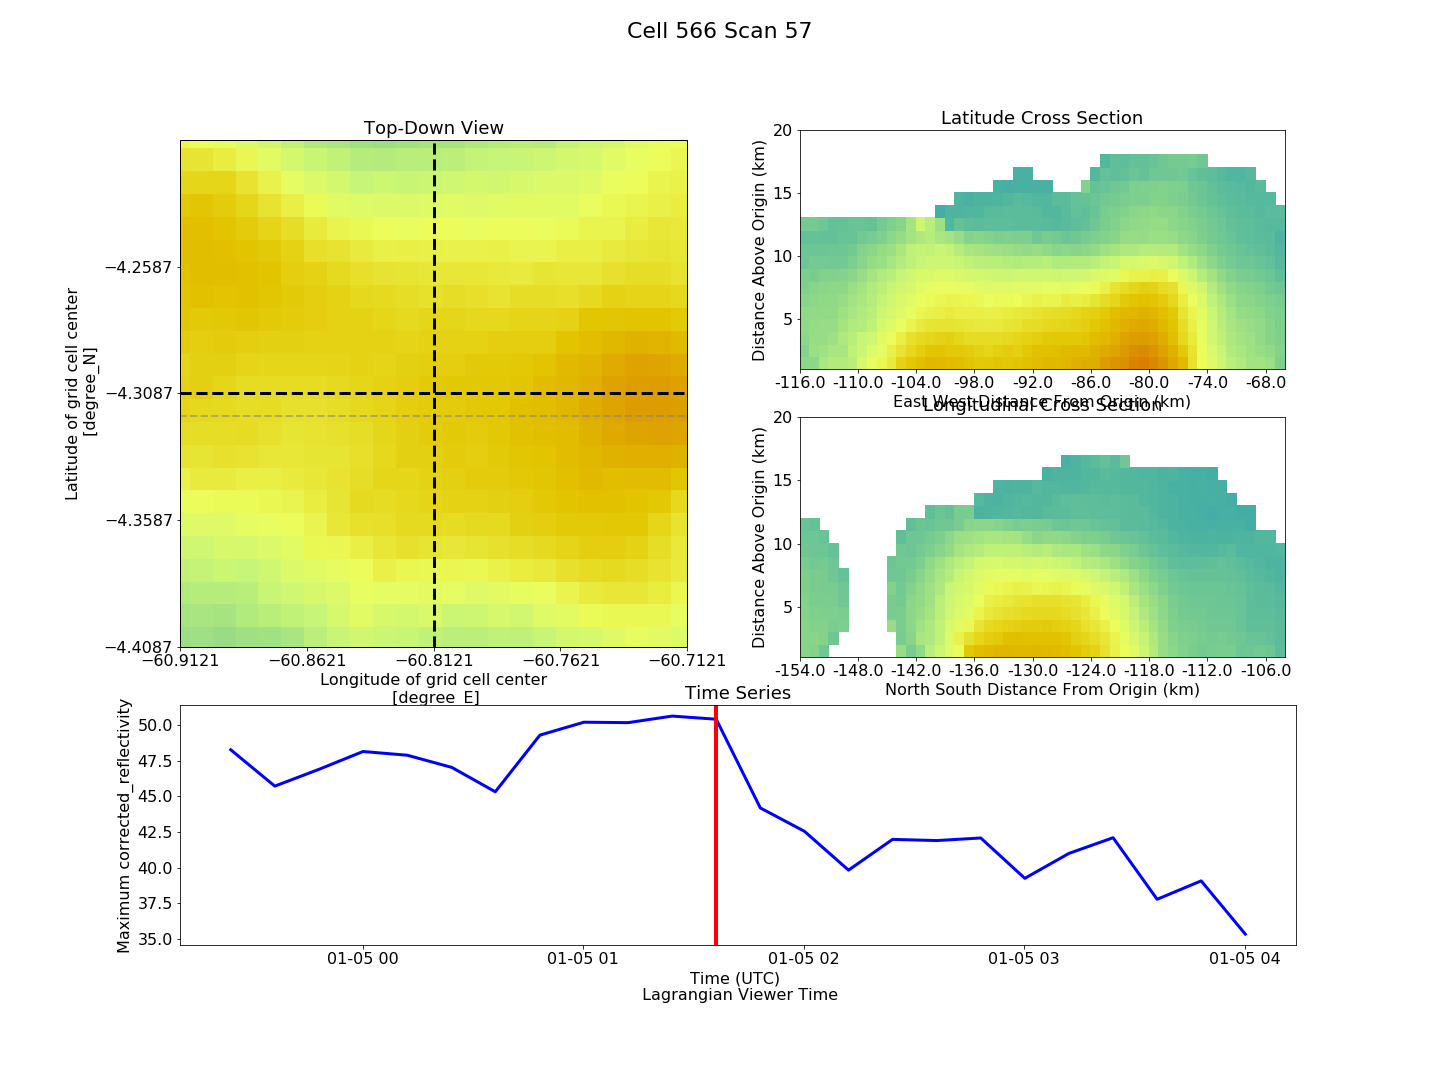 Cell 566 Scan 57
Top-Down View
Latitude of grid cell center
[degree_N]
−4.2587
−4.3087
−4.3587
−4.4087
−60.9121 −60.8621 −60.8121 −60.7621 −60.7121
Longitude of grid cell center
[degree_E]
Latitude Cross Section
Distance Above Origin (km)
20
15
10
5
-116.0 -110.0 -104.0 -98.0 -92.0 -86.0 -80.0 -74.0 -68.0
East West Distance From Origin (km)
Longitudinal Cross Section
Distance Above Origin (km)
20
15
10
5
-154.0 -148.0 -142.0 -136.0 -130.0 -124.0 -118.0 -112.0 -106.0
North South Distance From Origin (km)
Time Series
Maximum corrected_reflectivity
50.0
47.5
45.0
42.5
40.0
37.5
35.0
01-05 00 01-05 01 01-05 02 01-05 03 01-05 04
Time (UTC)
Lagrangian Viewer Time